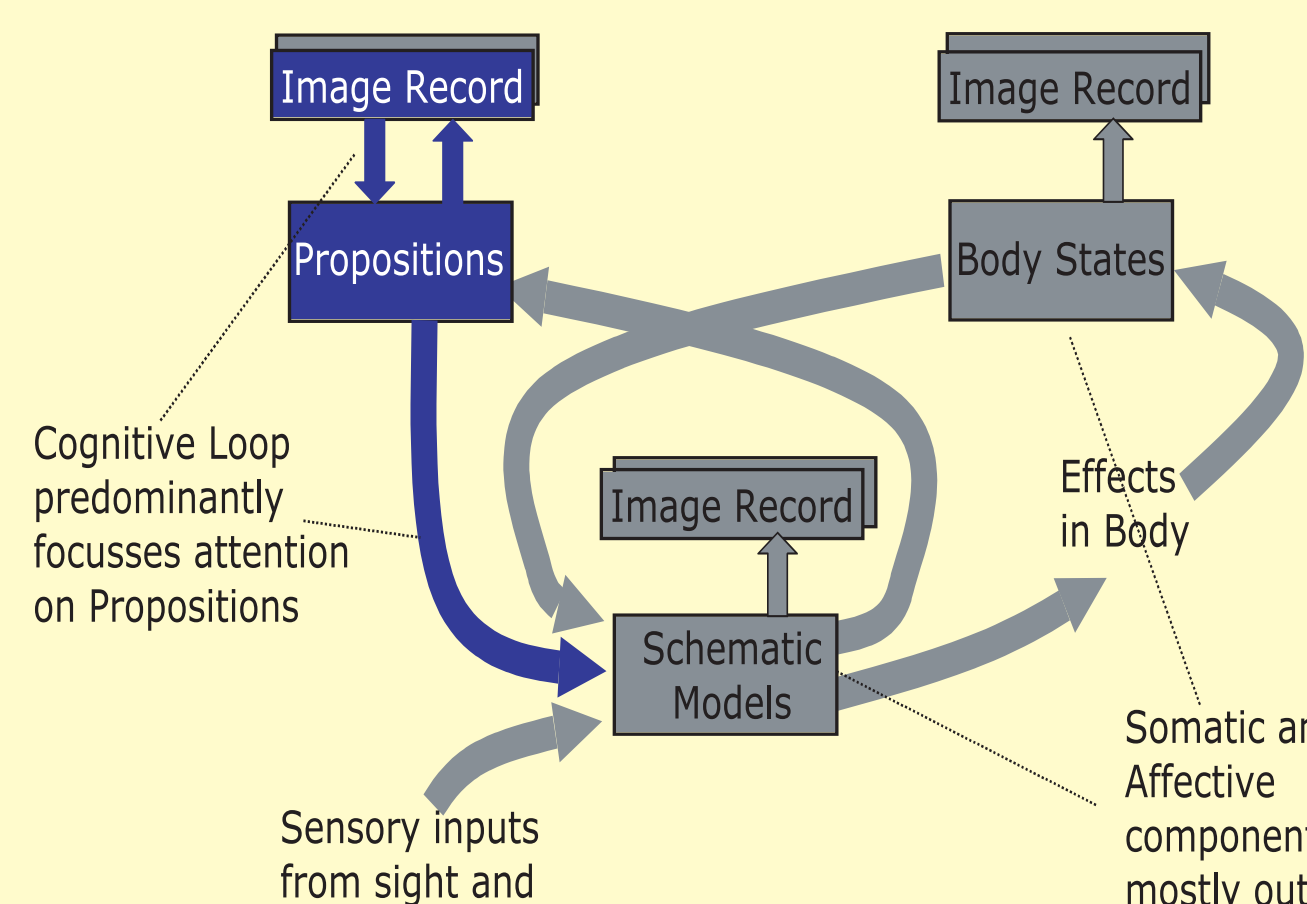 Image Record
Image Record
Propositions
Body States
Cognitive Loop
predominantly
focusses attention
on Propositions
Image Record
Effects
in Body
Schematic
Models
Sensory inputs
from sight and
Somatic
Affective
mostly